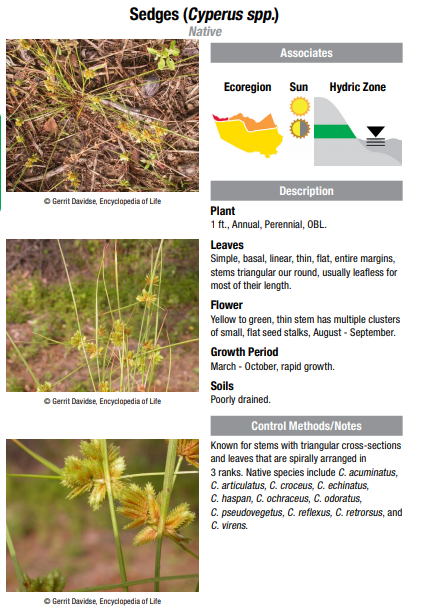 Sedges (Cyperus spp.)
Native
© Gerrit Davidse, Encyclopedia of Life
© Gerrit Davidse, Encyclopedia of Life
© Gerrit Davidse, Encyclopedia of Life
Associates
Ecoregion Sun Hydric Zone
Description
Plant
1 ft., Annual, Perennial, OBL.
Leaves
Simple, basal, linear, thin, flat, entire margins,
stems triangular our round, usually leafless for
most of their length.
Flower
Yellow to green, thin stem has multiple clusters
of small, flat seed stalks, August - September.
Growth Period
March - October, rapid growth.
Soils
Poorly drained.
Control Methods/Notes
Known for stems with triangular cross-sections
and leaves that are spirally arranged in
3 ranks. Native species include C. acuminatus,
C. articulatus, C. croceus, C. echinatus,
C. haspan, C. ochraceus, C. odoratus,
C. pseudovegetus, C. reflexus, C. retrorsus, and
C. virens.